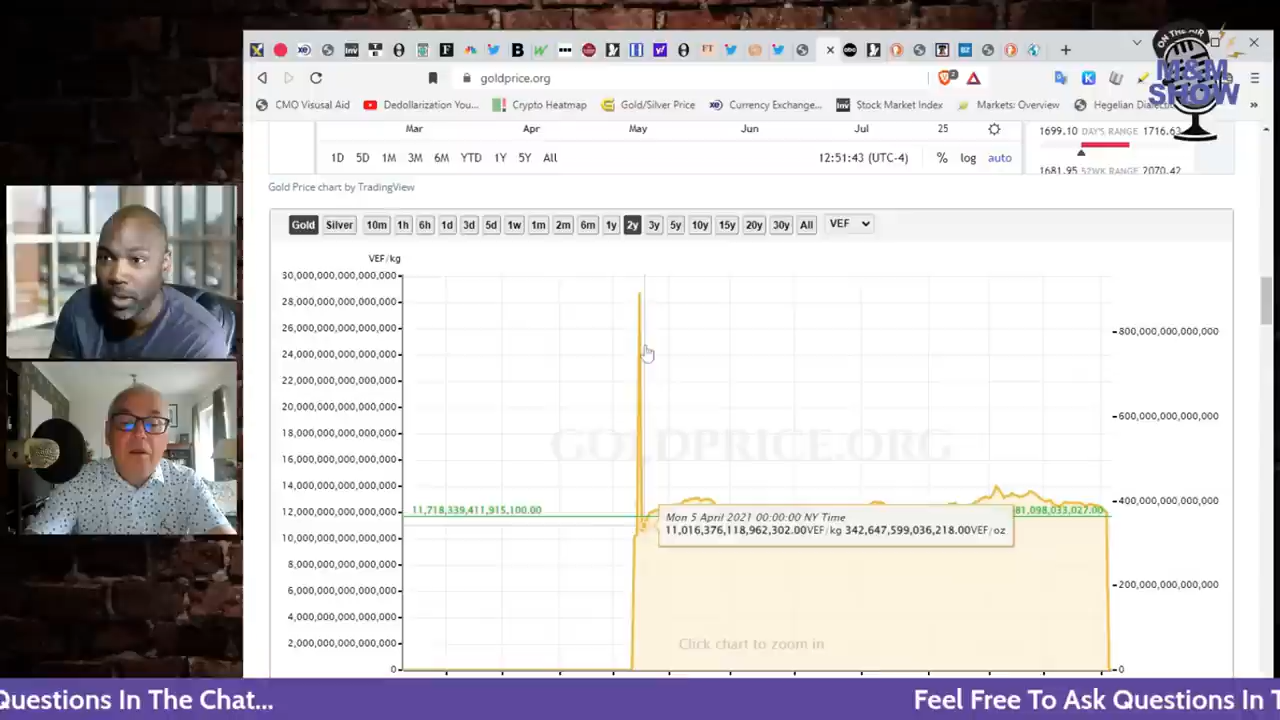 ON THE AIR
M&M
SHOW
goldprice.org
CMO Visusal Aid
Dedollarization You...
Crypto Heatmap
Gold/Silver Price
Currency Exchange...
Stock Market Index
Markets: Overview
Hegelian Dialectic
Mar Apr May Jun Jul 25
1699.10 DAY'S RANGE 1716.63
1D 5D 1M 3M 6M YTD 1Y 5Y All 12:51:43 (UTC-4) % log auto
1681.95 52WK RANGE 2070.42
Gold Price chart by TradingView
Gold Silver 10m 1h 6h 1d 3d 5d 1w 1m 2m 6m 1y 2y 3y 5y 10y 15y 20y 30y All VEF
VEF/kg
30,000,000,000,000,000
28,000,000,000,000,000
26,000,000,000,000,000
24,000,000,000,000,000
22,000,000,000,000,000
20,000,000,000,000,000
18,000,000,000,000,000
16,000,000,000,000,000
14,000,000,000,000,000
12,000,000,000,000,000
10,000,000,000,000,000
8,000,000,000,000,000
6,000,000,000,000,000
4,000,000,000,000,000
2,000,000,000,000,000
0
800,000,000,000,000
600,000,000,000,000
400,000,000,000,000
200,000,000,000,000
0
GOLDPRICE.ORG
11,718,339,411,915,100.00
81,098,033,027.00
Mon 5 April 2021 00:00:00 NY Time
11,016,376,118,962,302.00VEF/kg 342,647,599,036,218.00VEF/oz
Click chart to zoom in
Questions In The Chat...
Feel Free To Ask Questions In T